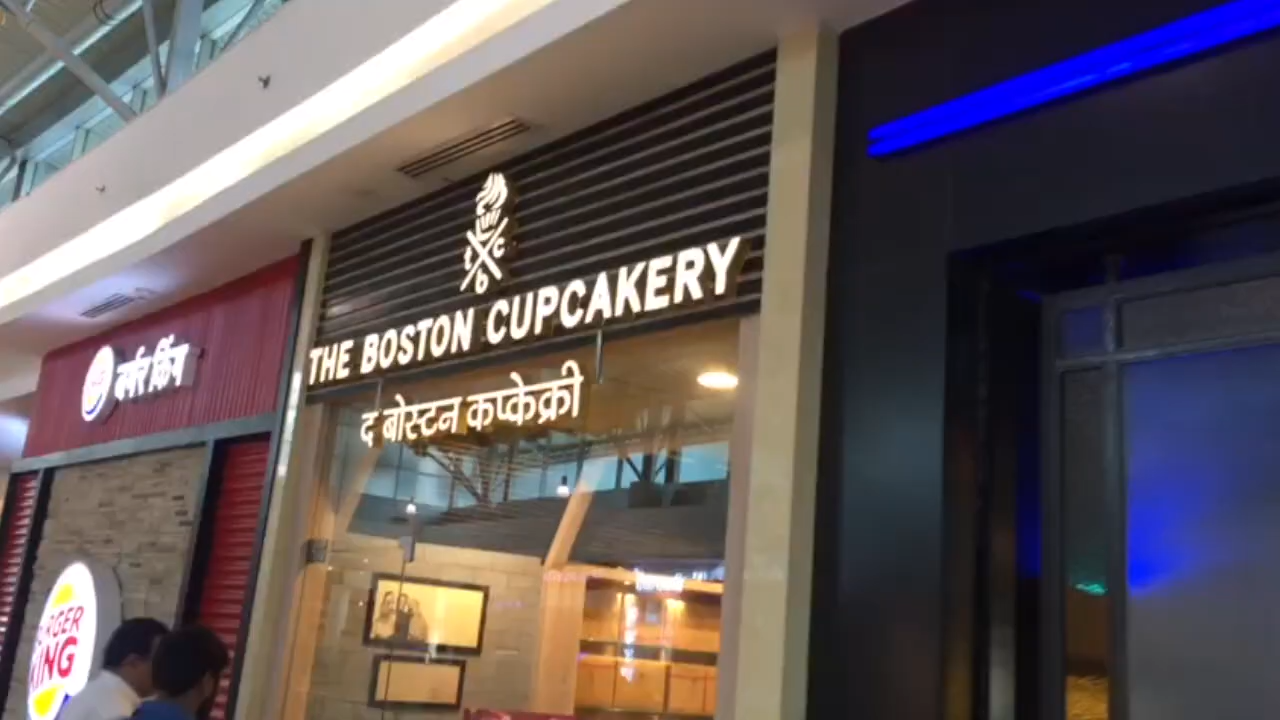 बर्गर किंग
BURGER
KING
t c
b
THE BOSTON CUPCAKERY
द बोस्टन कप्केक्री